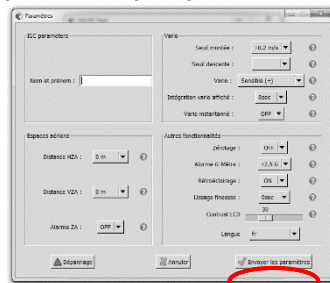 Paramètres
IGC parameters
Nom et prénom :
Vario
Seuil montée : +0.2 m/s
Seuil descente :
Vario : Sensible (+)
Intégration vario affiché : 0sec
Vario instantanné : OFF
Espaces aériens
Distance HZA : 0 m
Distance VZA : 0 m
Alarme ZA : OFF
Autres fonctionnalités
Zérotage : OFF
Alarme G Mètre : +2.5 G
Rétroéclairage : ON
Lissage finesse : 0sec
Contrast LCD 30
Langue fr
Dépannage
Annuler
Envoyer les paramètres